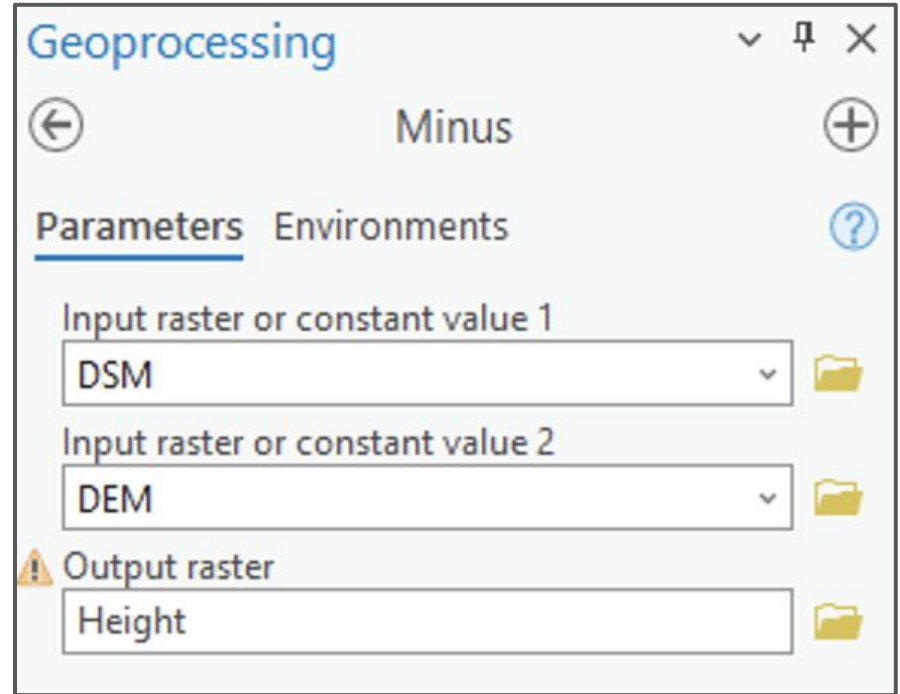 Geoprocessing
Minus
Parameters Environments
Input raster or constant value 1
DSM
Input raster or constant value 2
DEM
Output raster
Height